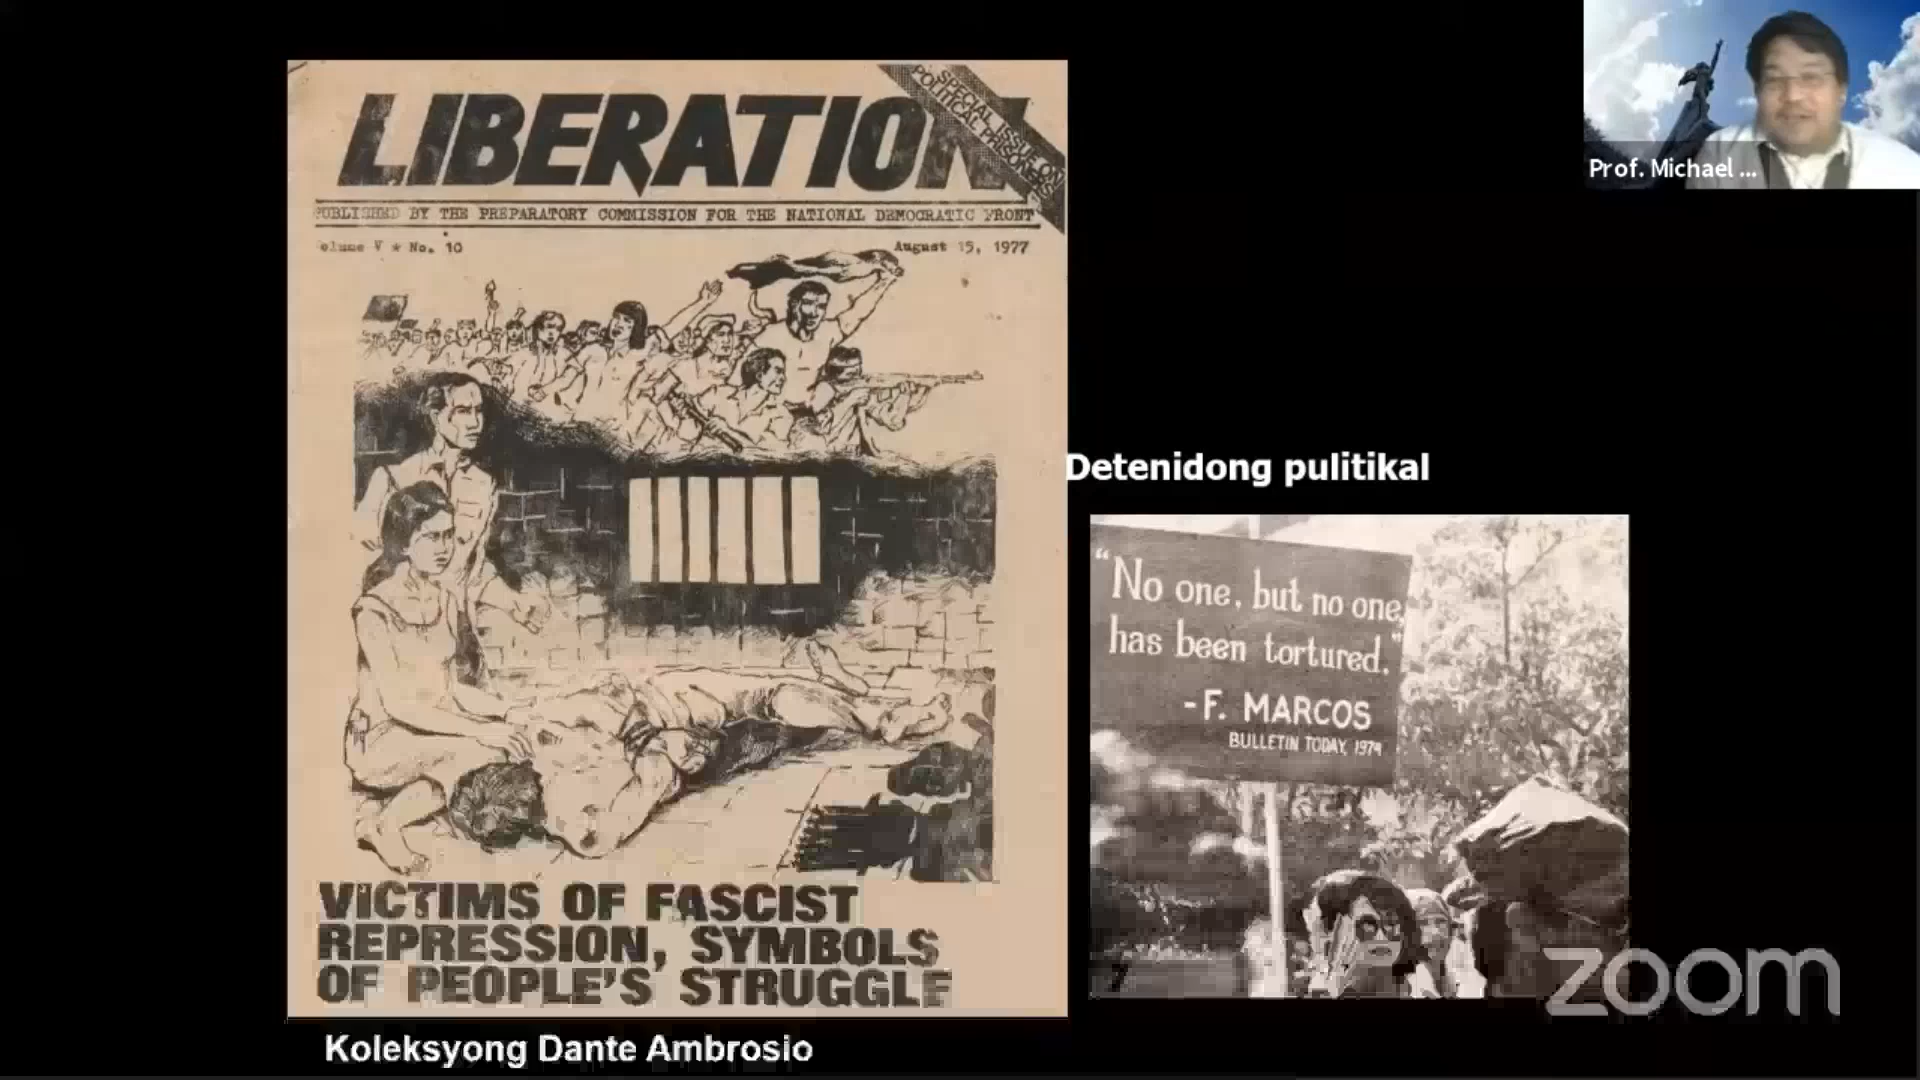 LIBERATION
SPECIAL ISSUE ON
POLITICAL PRISONERS
PUBLISHED BY THE PREPARATORY COMMISSION FOR THE NATIONAL DEMOCRATIC FRONT
olume V ★ No. 10
August 15, 1977
VICTIMS OF FASCIST
REPRESSION, SYMBOLS
OF PEOPLE'S STRUGGLE
Koleksyong Dante Ambrosio
Detenidong pulitikal
"No one, but no one,
has been tortured."
-F. MARCOS
BULLETIN TODAY, 1974
Prof. Michael ...
zoom